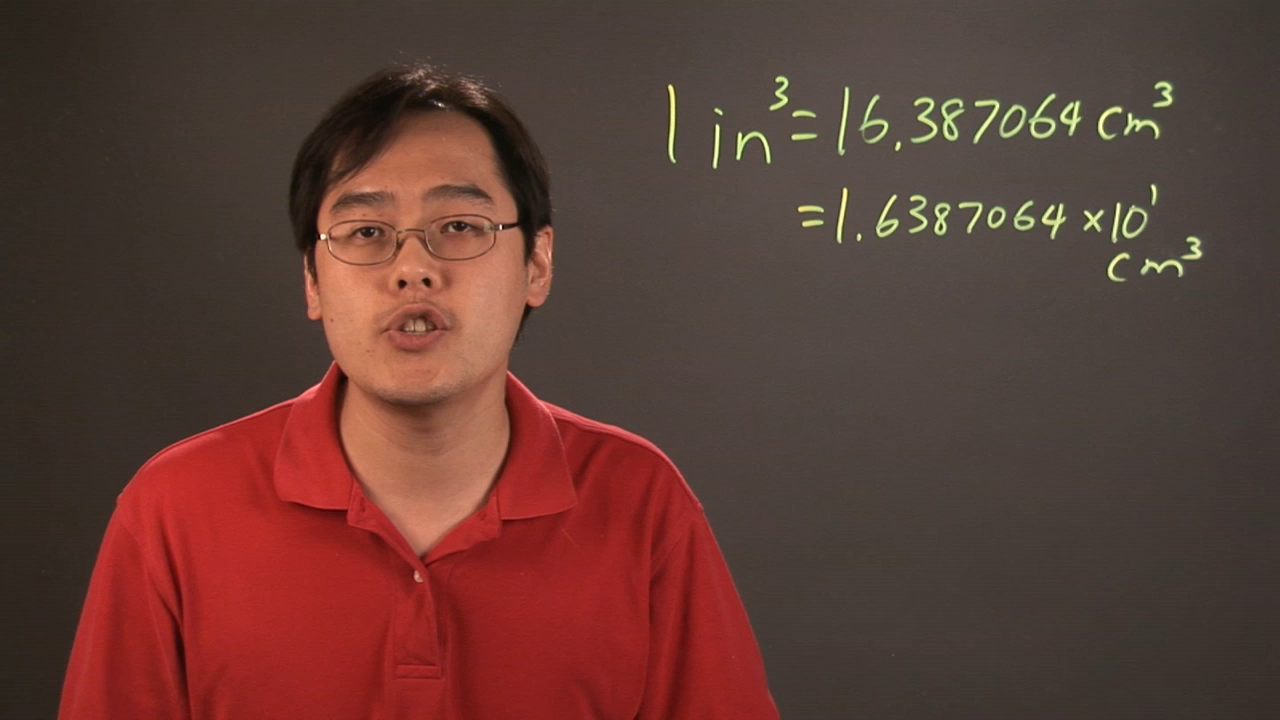 1 in³ = 16.387064 cm³
= 1.6387064 × 10¹
cm³